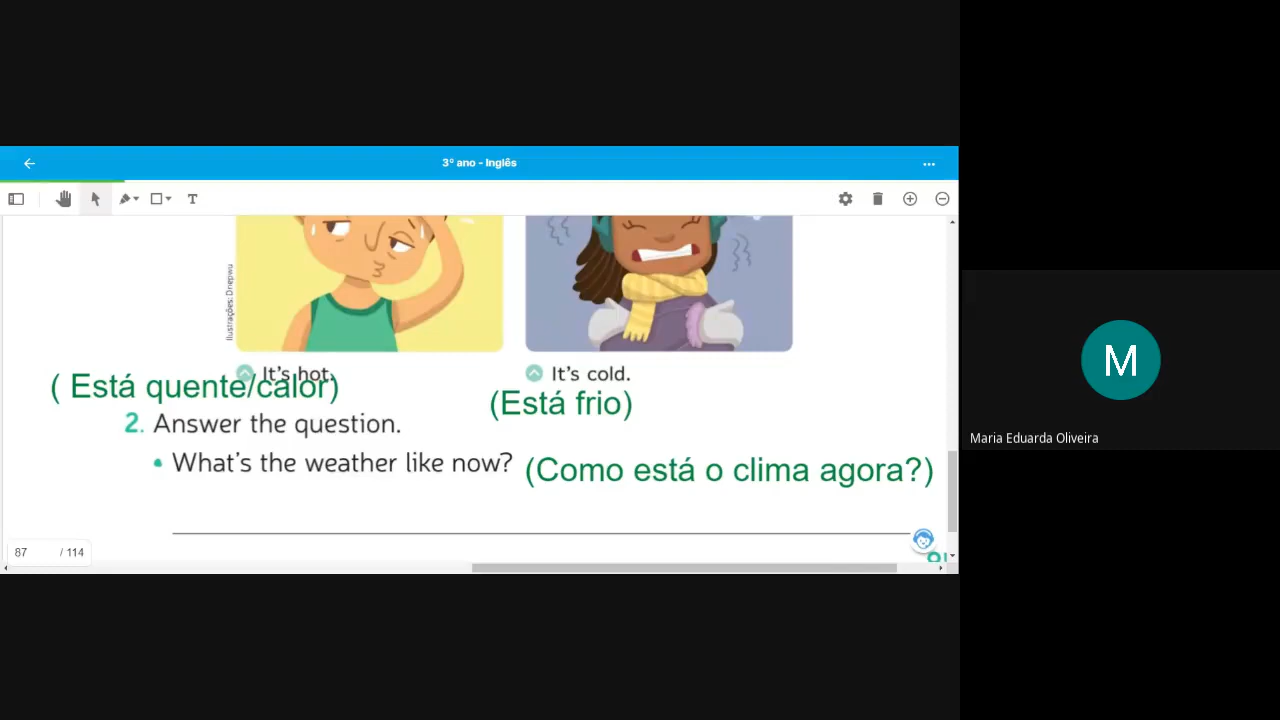 3º ano - Inglês
T
Ilustrações: Dnepwu
It's hot.
( Está quente/calor)
It's cold.
(Está frio)
2. Answer the question.
• What's the weather like now?
(Como está o clima agora?)
87 / 114
M
Maria Eduarda Oliveira